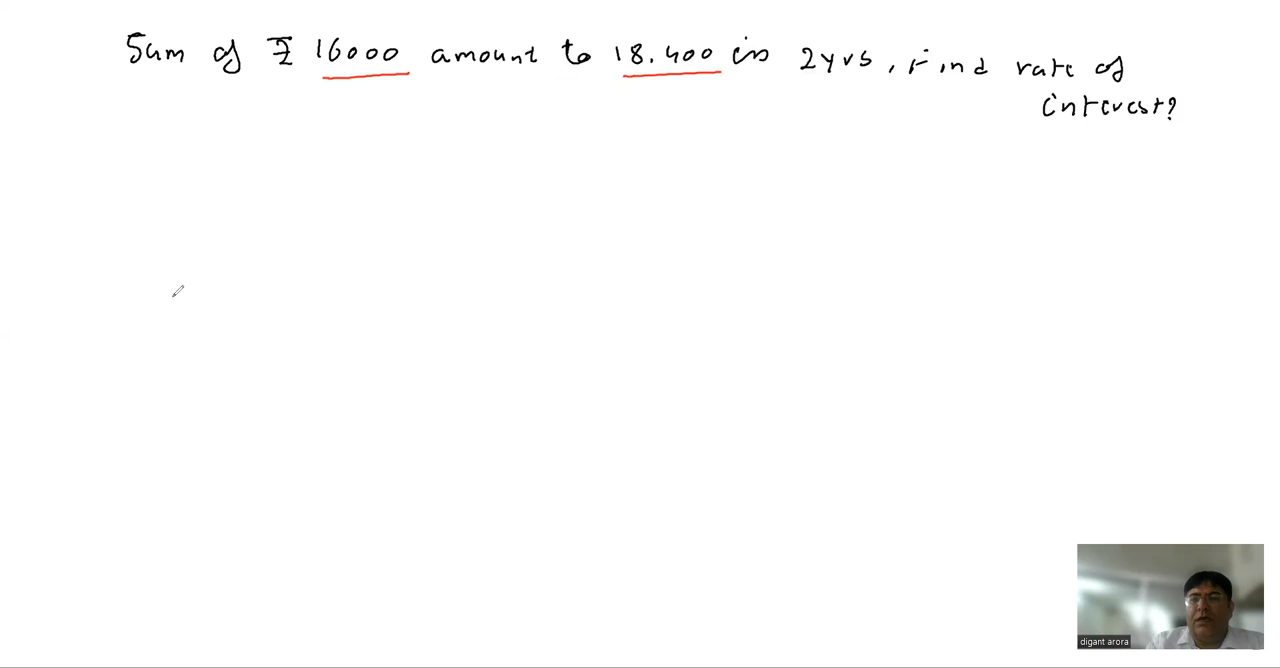 Sum of ₹ 16000 amount to 18.400 in 2yrs, Find rate of
interest?
digant arora